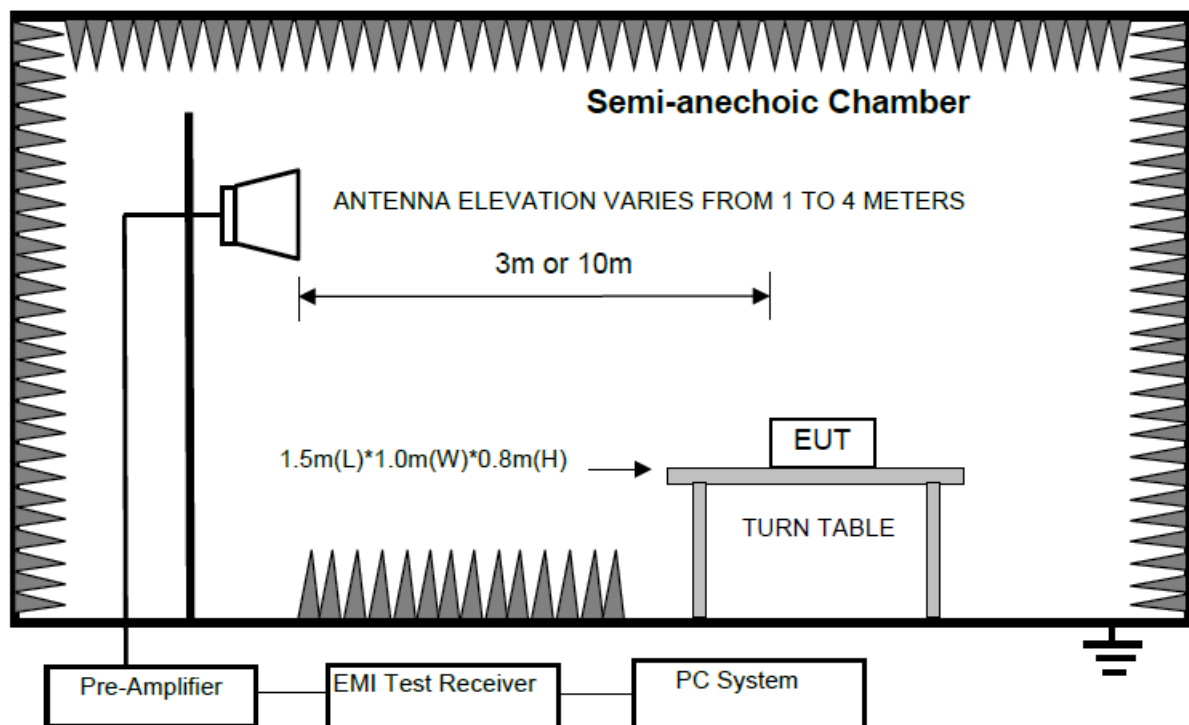 Semi-anechoic Chamber
ANTENNA ELEVATION VARIES FROM 1 TO 4 METERS
3m or 10m
EUT
1.5m(L)*1.0m(W)*0.8m(H)
TURN TABLE
Pre-Amplifier
EMI Test Receiver
PC System